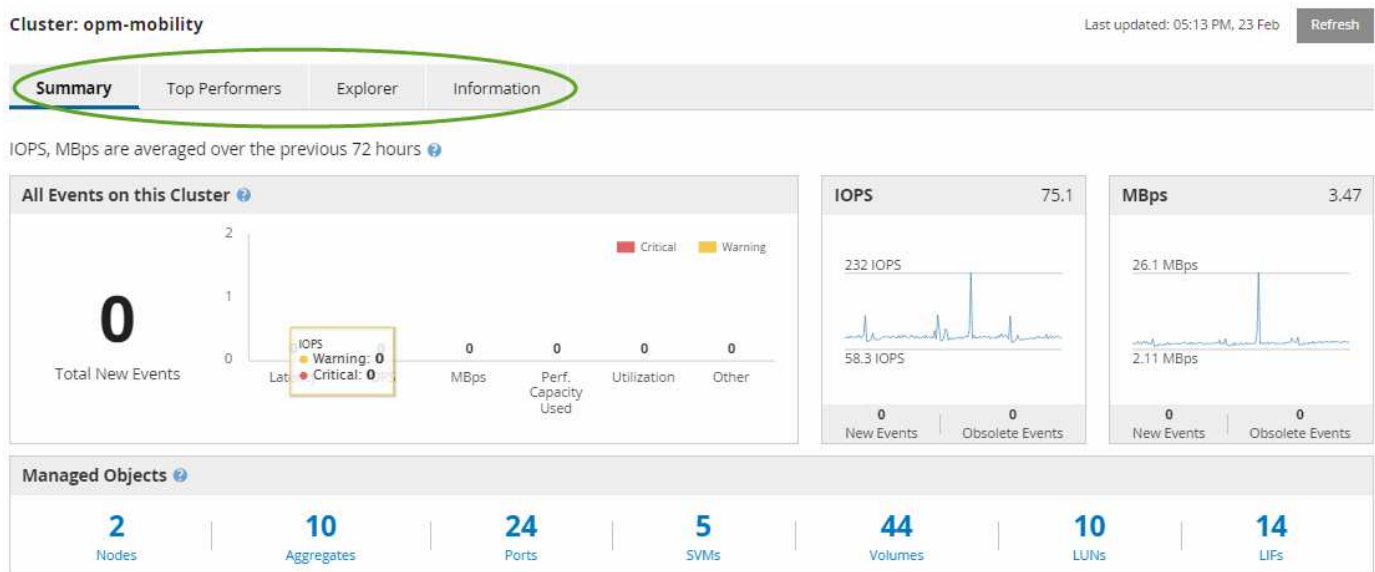 Cluster: opm-mobility
Last updated: 05:13 PM, 23 Feb
Refresh
Summary
Top Performers
Explorer
Information
IOPS, MBps are averaged over the previous 72 hours
All Events on this Cluster
0
Total New Events
2
1
0
Critical
Warning
IOPS
Warning: 0
Critical: 0
0
0
0
0
MBps
Perf.
Capacity
Used
Utilization
Other
IOPS
75.1
232 IOPS
58.3 IOPS
0
New Events
0
Obsolete Events
MBps
3.47
26.1 MBps
2.11 MBps
0
New Events
0
Obsolete Events
Managed Objects
2
Nodes
10
Aggregates
24
Ports
5
SVMs
44
Volumes
10
LUNs
14
LIFs